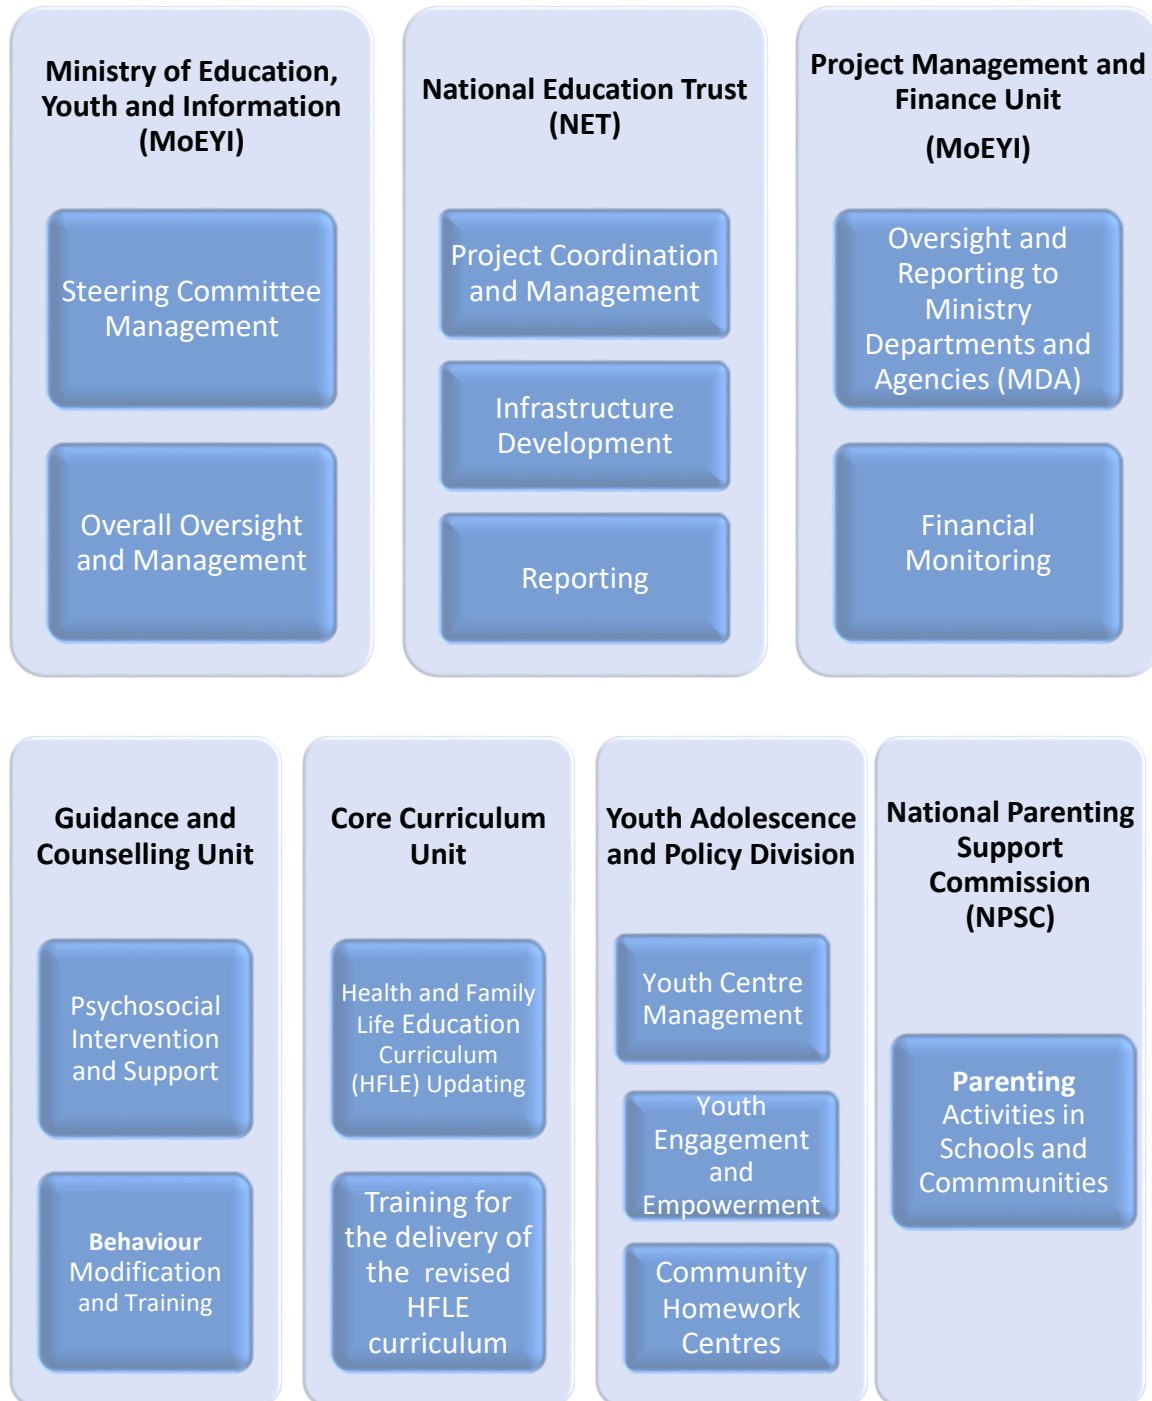 Ministry of Education,
Youth and Information
(MoEYI)
Steering Committee
Management
Overall Oversight
and Management
National Education Trust
(NET)
Project Coordination
and Management
Infrastructure
Development
Reporting
Project Management and
Finance Unit
(MoEYI)
Oversight and
Reporting to
Ministry
Departments and
Agencies (MDA)
Financial
Monitoring
Guidance and
Counselling Unit
Psychosocial
Intervention
and Support
Behaviour
Modification
and Training
Core Curriculum
Unit
Health and Family
Life Education
Curriculum
(HFLE) Updating
Training for
the delivery of
the revised
HFLE
curriculum
Youth Adolescence
and Policy Division
Youth Centre
Management
Youth
Engagement
and
Empowerment
Community
Homework
Centres
National Parenting
Support
Commission
(NPSC)
Parenting
Activities in
Schools and
Commmunities